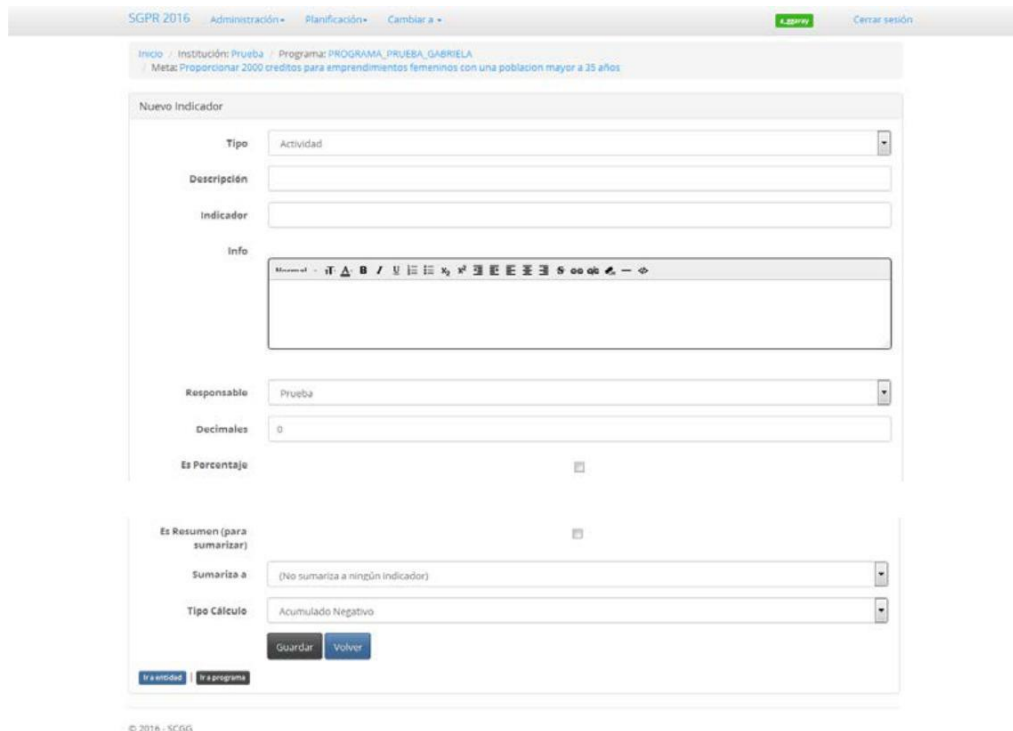 SGPR 2016 Administración Planificación Cambiar a Cerrar sesión
Inicio / Institución: Prueba / Programa: PROGRAMA_PRUEBA_GABRIELA
/ Meta: Proporcionar 2000 creditos para emprendimientos femeninos con una poblacion mayor a 35 años
Nuevo Indicador
Tipo Actividad
Descripción
Indicador
Info
Normal
Responsable Prueba
Decimales 0
Es Porcentaje
Es Resumen (para
sumarizar)
Sumariza a (No sumariza a ningún indicador)
Tipo Cálculo Acumulado Negativo
Guardar Volver
Ir a entidad | Ir a programa
© 2016 - SCGG